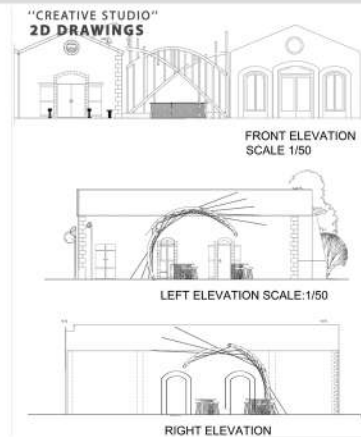 "CREATIVE STUDIO"
2D DRAWINGS
FRONT ELEVATION
SCALE 1/50
LEFT ELEVATION SCALE:1/50
RIGHT ELEVATION